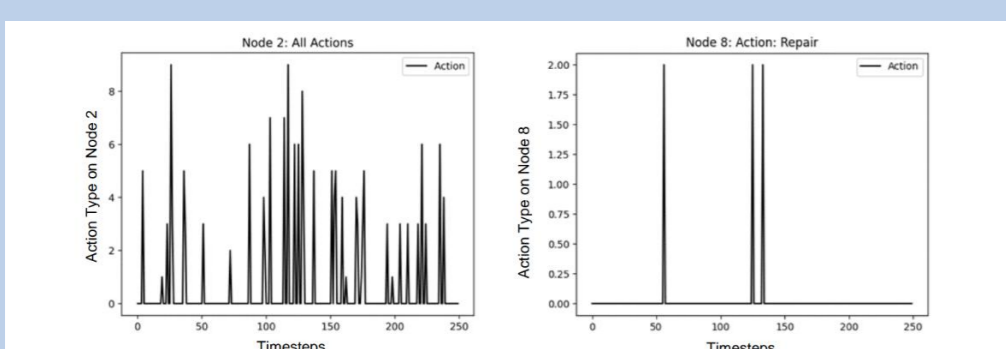 Node 2: All Actions
Action
Action Type on Node 2
8
6
4
2
0
0 50 100 150 200 250
Timesteps
Node 8: Action: Repair
Action
Action Type on Node 8
2.00
1.75
1.50
1.25
1.00
0.75
0.50
0.25
0.00
0 50 100 150 200 250
Timesteps